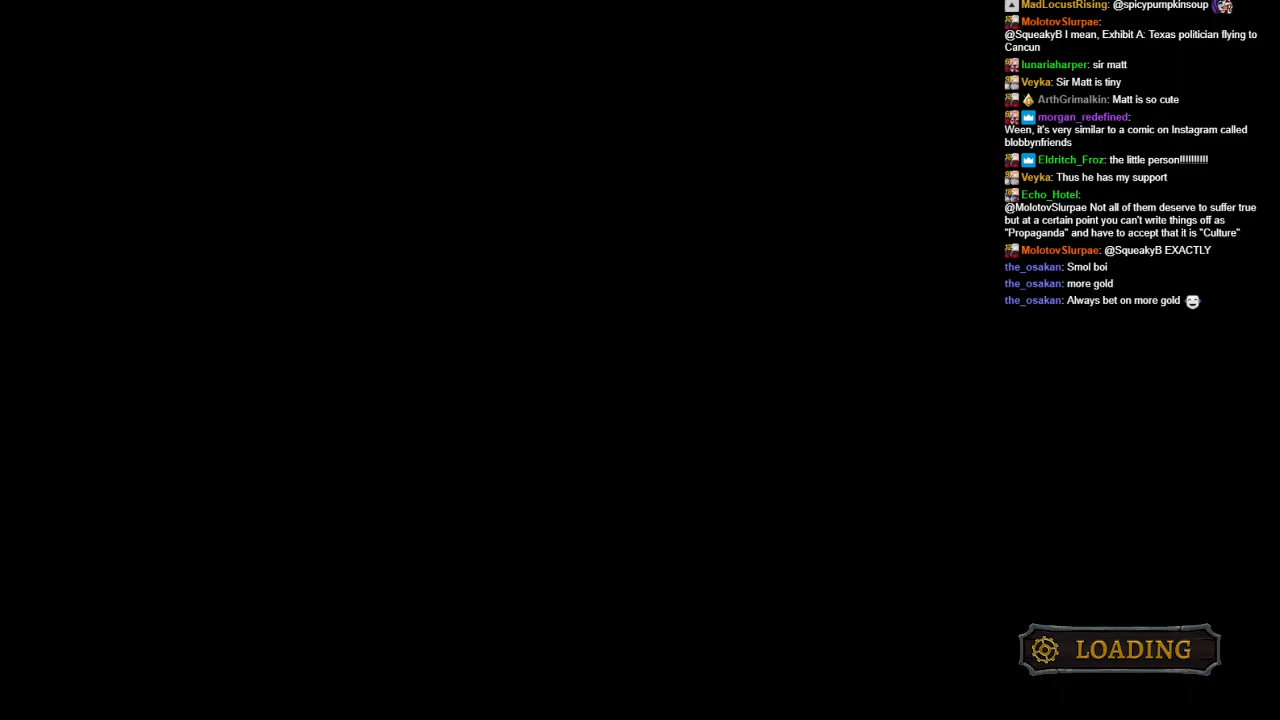 MadLocustRising: @spicypumpkinsoup
MolotovSlurpae:
@SqueakyB I mean, Exhibit A: Texas politician flying to
Cancun
lunariaharper: sir matt
Veyka: Sir Matt is tiny
ArthGrimalkin: Matt is so cute
morgan_redefined:
Ween, it's very similar to a comic on Instagram called
blobbynfriends
Eldritch_Froz: the little person!!!!!!!!!!
Veyka: Thus he has my support
Echo_Hotel:
@MolotovSlurpae Not all of them deserve to suffer true
but at a certain point you can't write things off as
"Propaganda" and have to accept that it is "Culture"
MolotovSlurpae: @SqueakyB EXACTLY
the_osakan: Smol boi
the_osakan: more gold
the_osakan: Always bet on more gold
LOADING